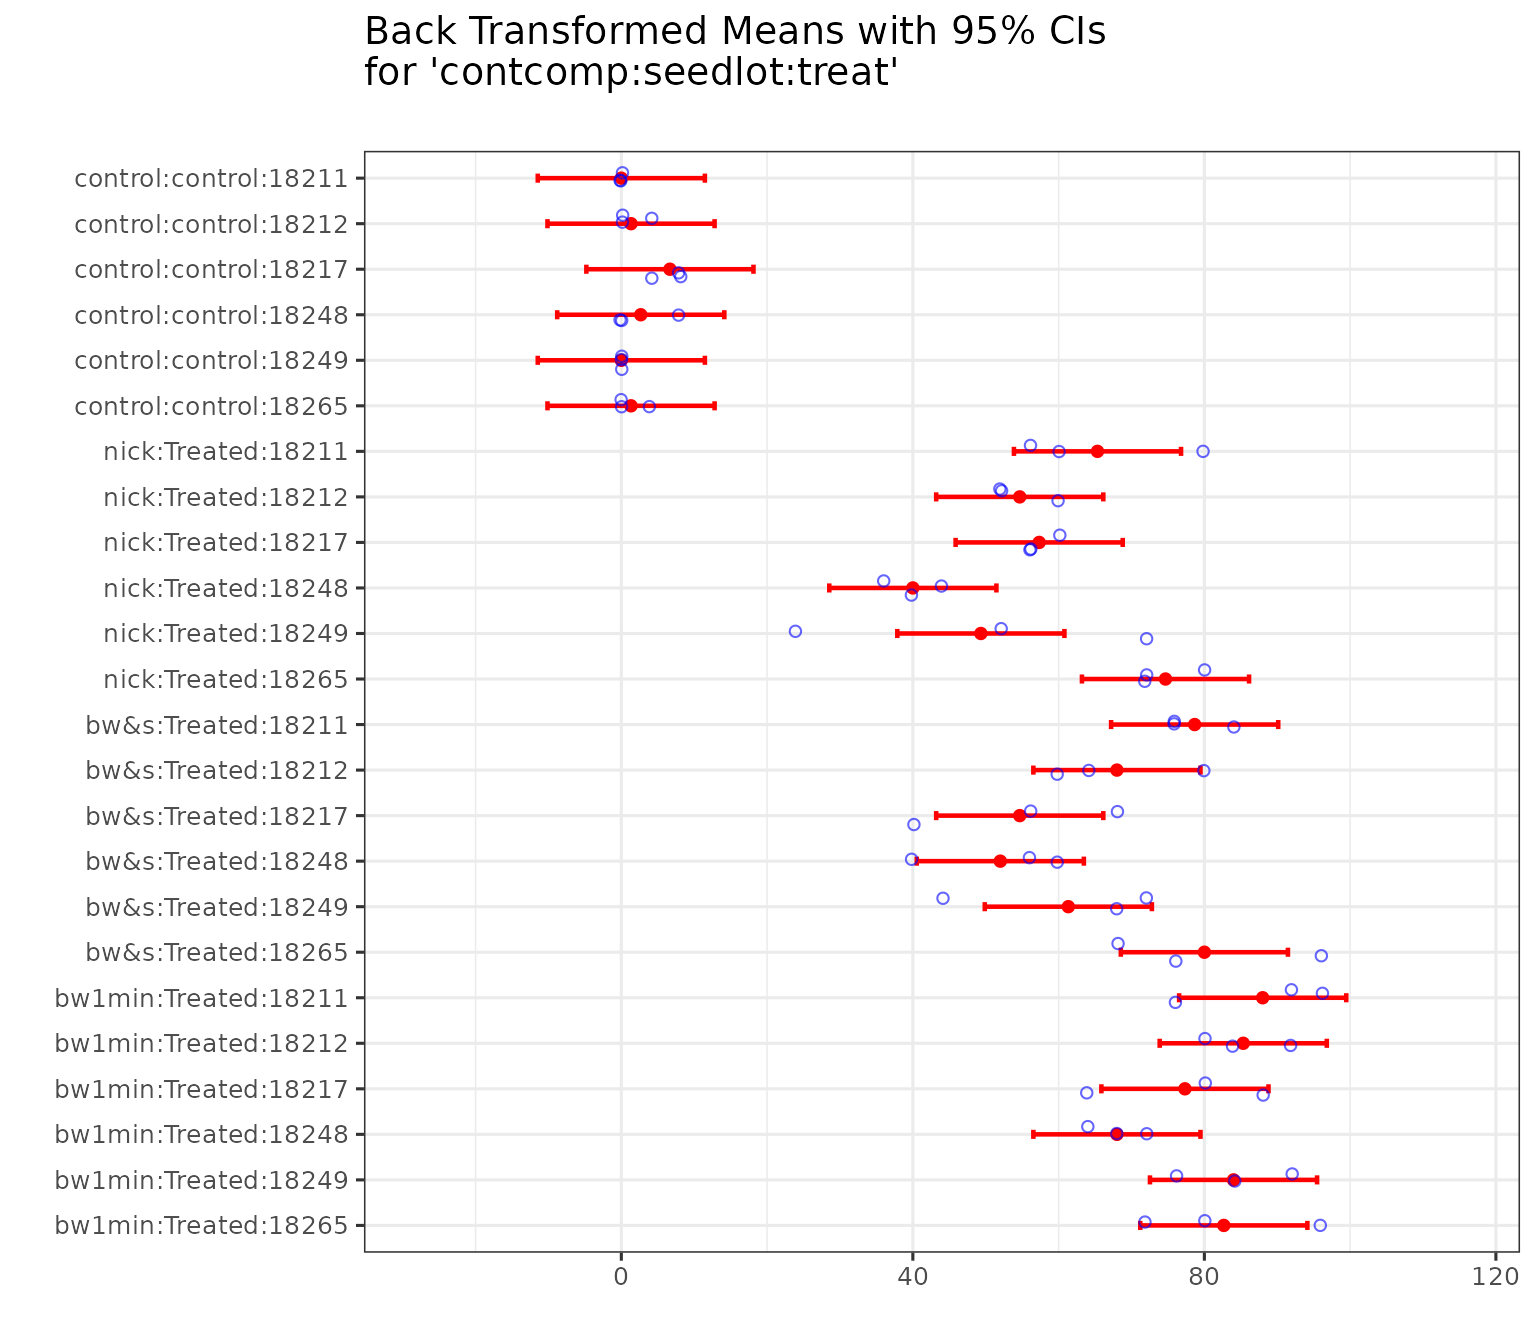 Back Transformed Means with 95% CIs
for 'contcomp:seedlot:treat'
control:control:18211
control:control:18212
control:control:18217
control:control:18248
control:control:18249
control:control:18265
nick:Treated:18211
nick:Treated:18212
nick:Treated:18217
nick:Treated:18248
nick:Treated:18249
nick:Treated:18265
bw&s:Treated:18211
bw&s:Treated:18212
bw&s:Treated:18217
bw&s:Treated:18248
bw&s:Treated:18249
bw&s:Treated:18265
bw1min:Treated:18211
bw1min:Treated:18212
bw1min:Treated:18217
bw1min:Treated:18248
bw1min:Treated:18249
bw1min:Treated:18265
0 40 80 120